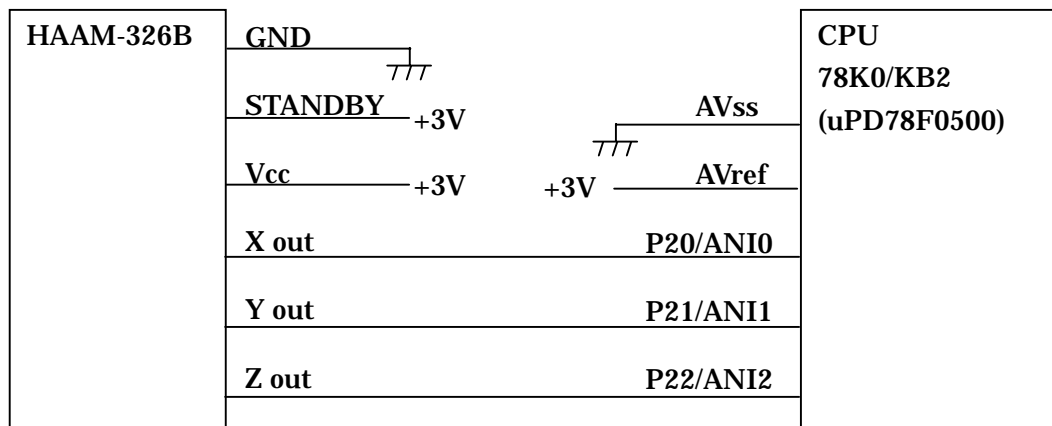 HAAM-326B
GND
STANDBY
+3V
Vcc
+3V
X out
Y out
Z out
AVss
+3V
AVref
P20/ANI0
P21/ANI1
P22/ANI2
CPU
78K0/KB2
(uPD78F0500)